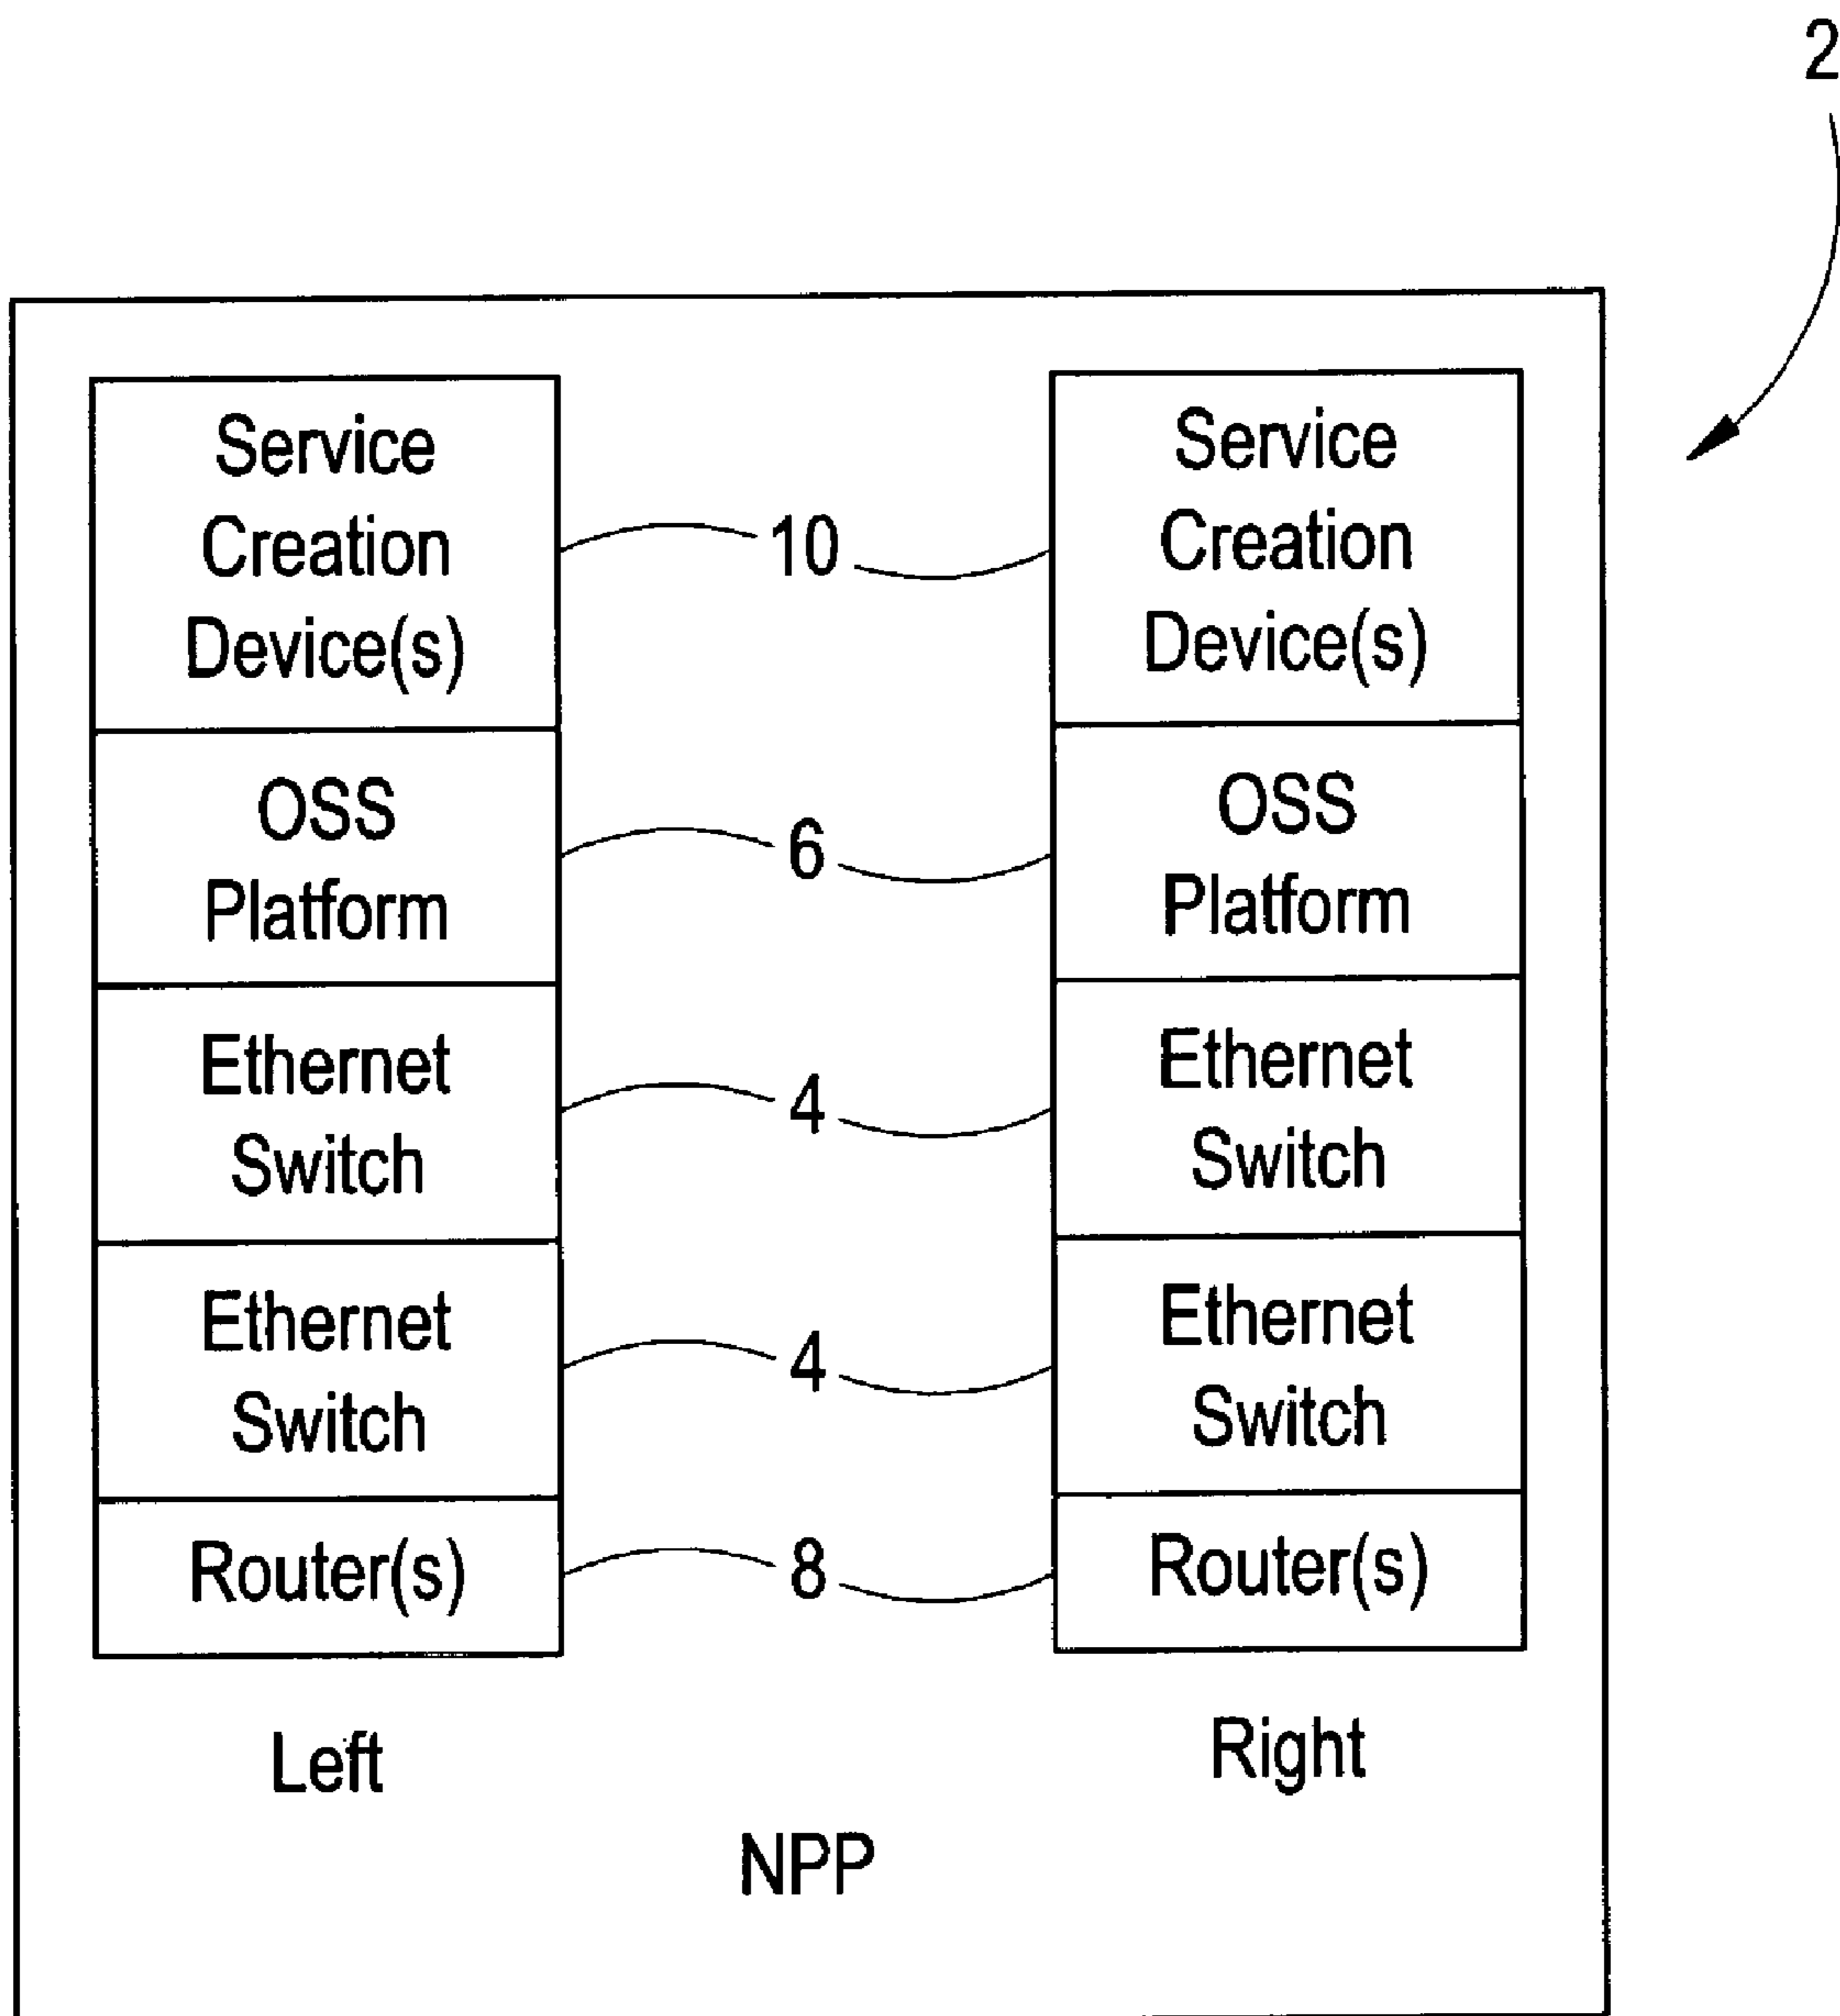 2
Service
Creation
Device(s)
10
Service
Creation
Device(s)
OSS
Platform
6
OSS
Platform
Ethernet
Switch
4
Ethernet
Switch
Ethernet
Switch
4
Ethernet
Switch
Router(s)
8
Router(s)
Left
Right
NPP